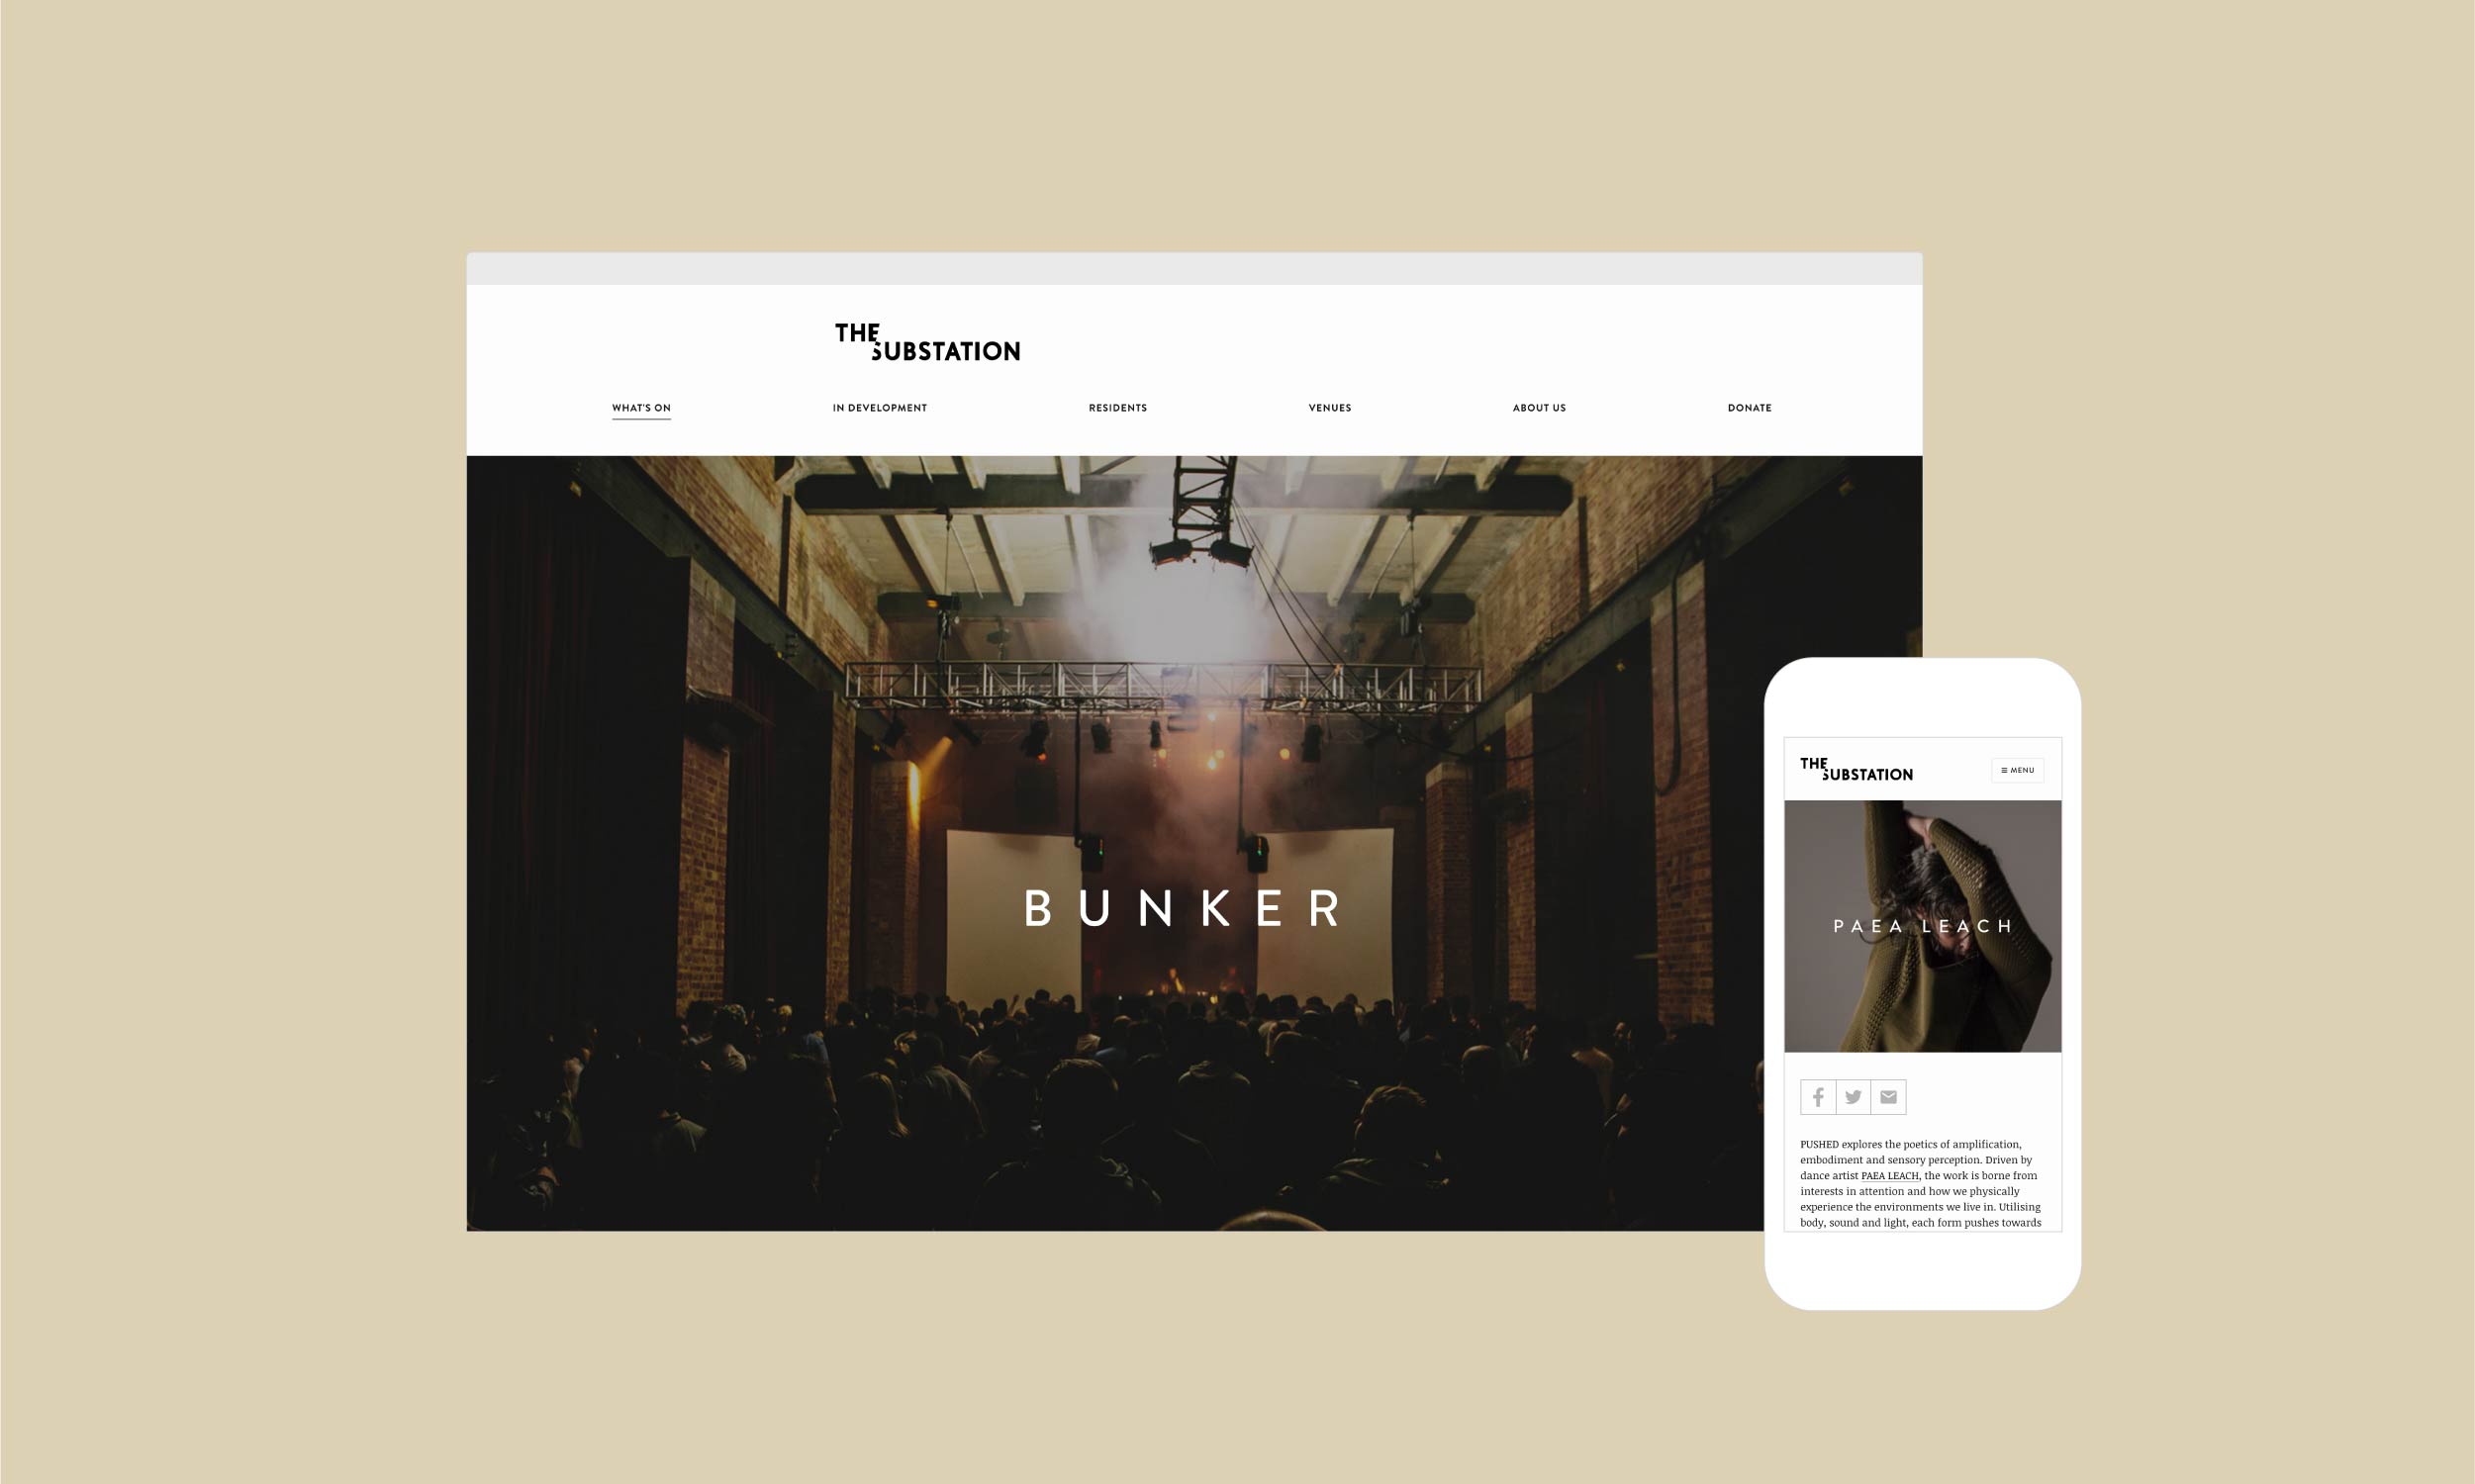 THE
SUBSTATION
WHAT'S ON
IN DEVELOPMENT
RESIDENTS
VENUES
ABOUT US
DONATE
BUNKER
THE
SUBSTATION
MENU
PAEA LEACH
PUSHED explores the poetics of amplification,
embodiment and sensory perception. Driven by
dance artist PAEA LEACH, the work is borne from
interests in attention and how we physically
experience the environments we live in. Utilising
body, sound and light, each form pushes towards